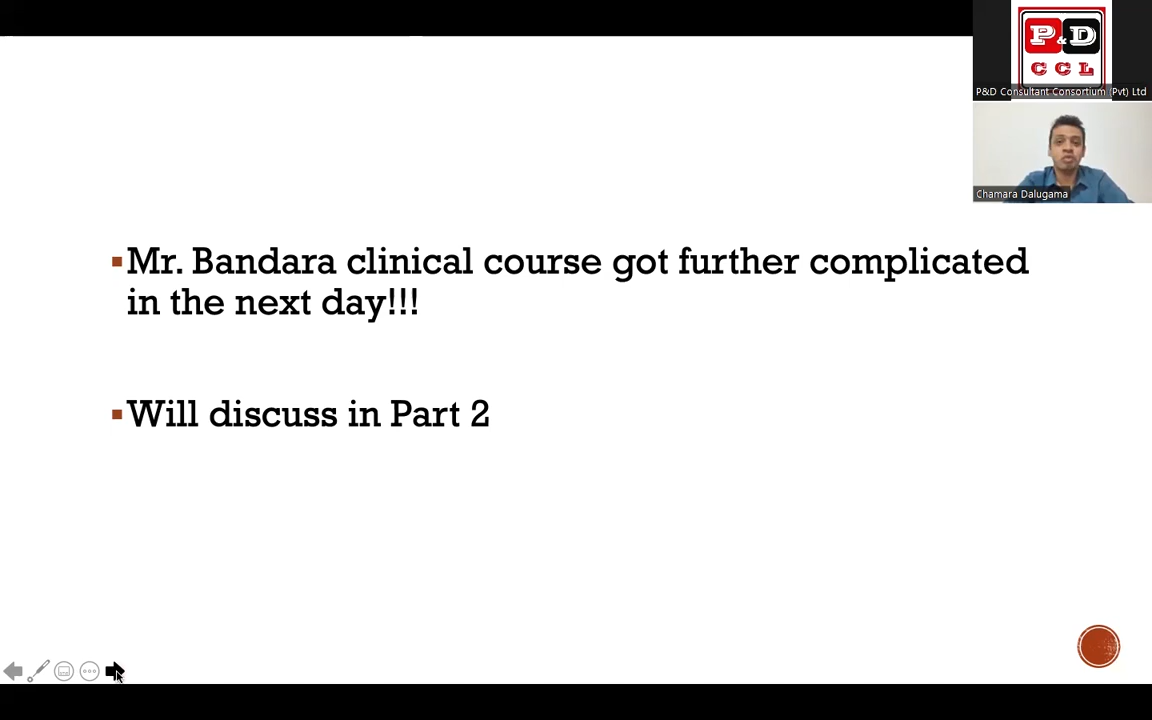 P&D
CCL
P&D Consultant Consortium (Pvt) Ltd
Chamara Dalugama
▪Mr. Bandara clinical course got further complicated
in the next day!!!
▪Will discuss in Part 2